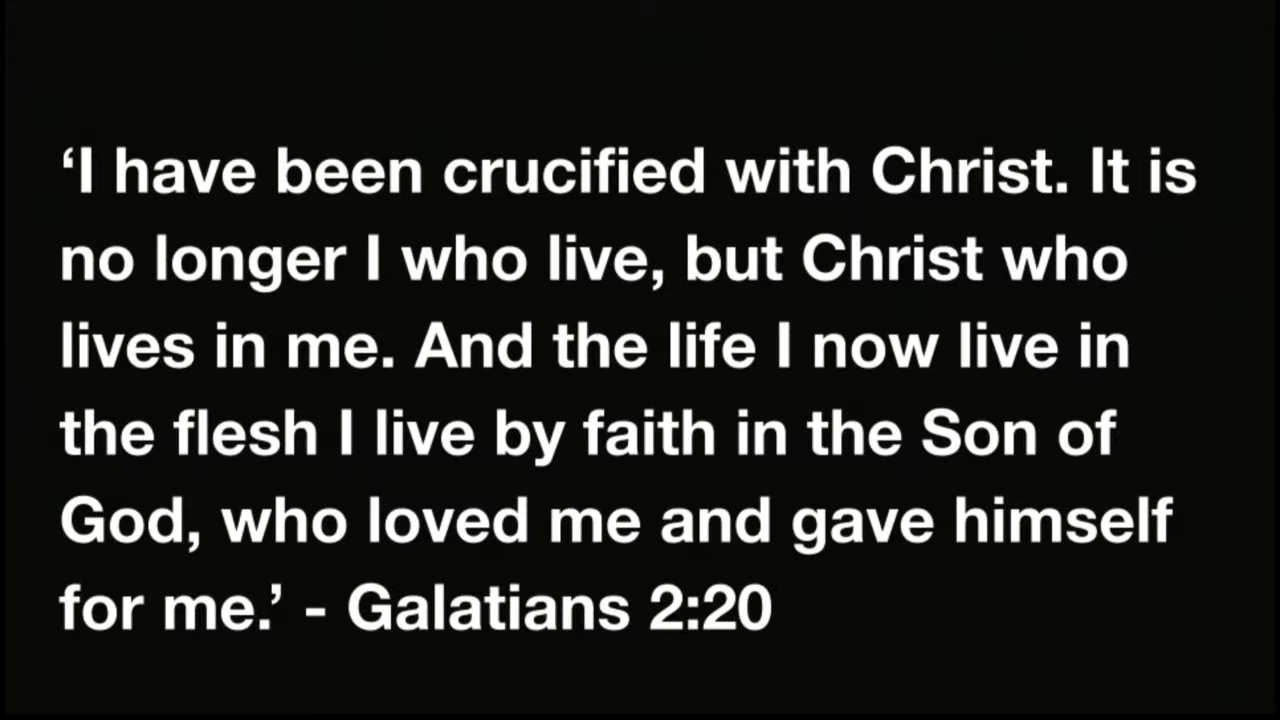 ‘I have been crucified with Christ. It is
no longer I who live, but Christ who
lives in me. And the life I now live in
the flesh I live by faith in the Son of
God, who loved me and gave himself
for me.’ - Galatians 2:20